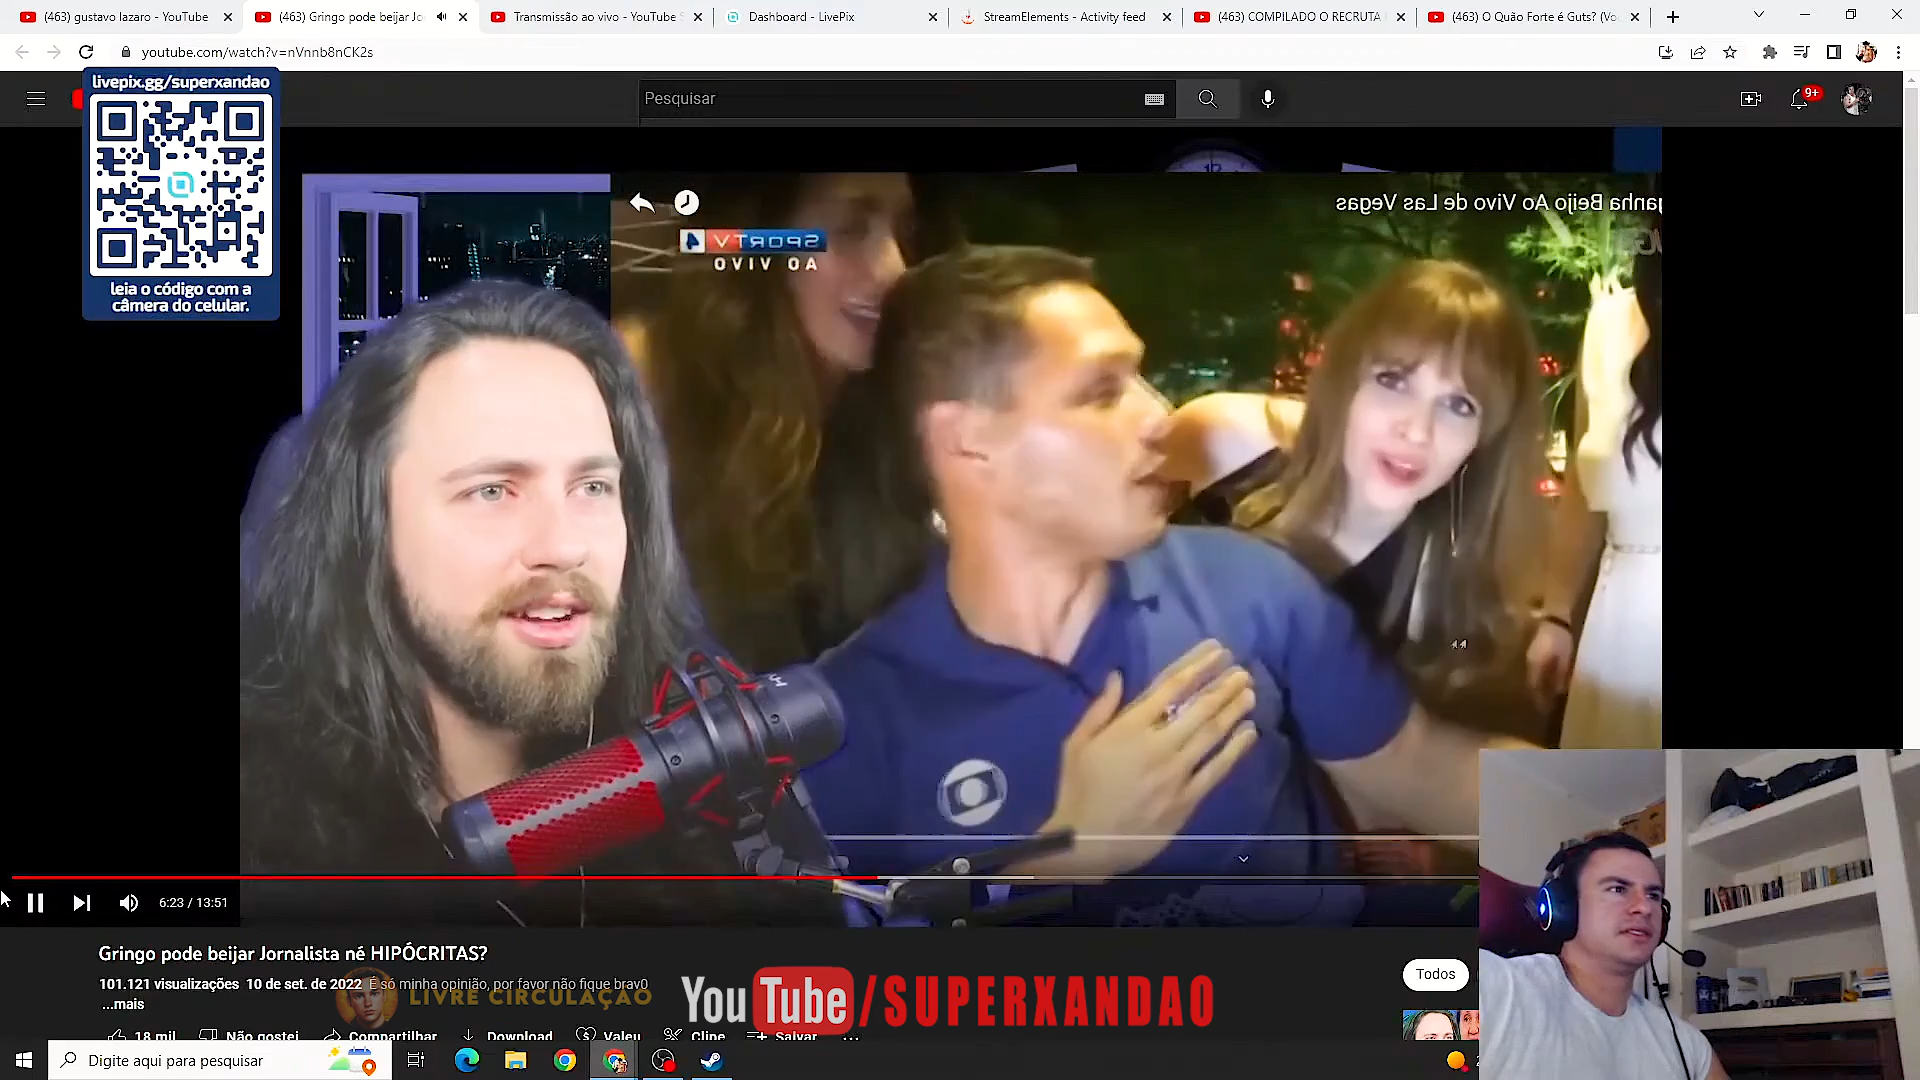 (463) gustavo lazaro - YouTube
(463) Gringo pode beijar Jo
Transmissão ao vivo - YouTube S
Dashboard - LivePix
StreamElements - Activity feed
(463) COMPILADO O RECRUTA
(463) O Quão Forte é Guts? (Vo
youtube.com/watch?v=nVnnb8nCK2s
livepix.gg/superxandao
leia o código com a
câmera do celular.
Pesquisar
9+
ganha Beijo Ao Vivo de Las Vegas
SPORTV 4
AO VIVO
6:23 / 13:51
Gringo pode beijar Jornalista né HIPÓCRITAS?
101.121 visualizações 10 de set. de 2022 É só minha opinião, por favor não fique brav0
...mais
LIVRE CIRCULAÇÃO
YouTube/SUPERXANDAO
Todos
18 mil
Não gostei
Compartilhar
Download
Valeu
Clipe
Salvar
Digite aqui para pesquisar